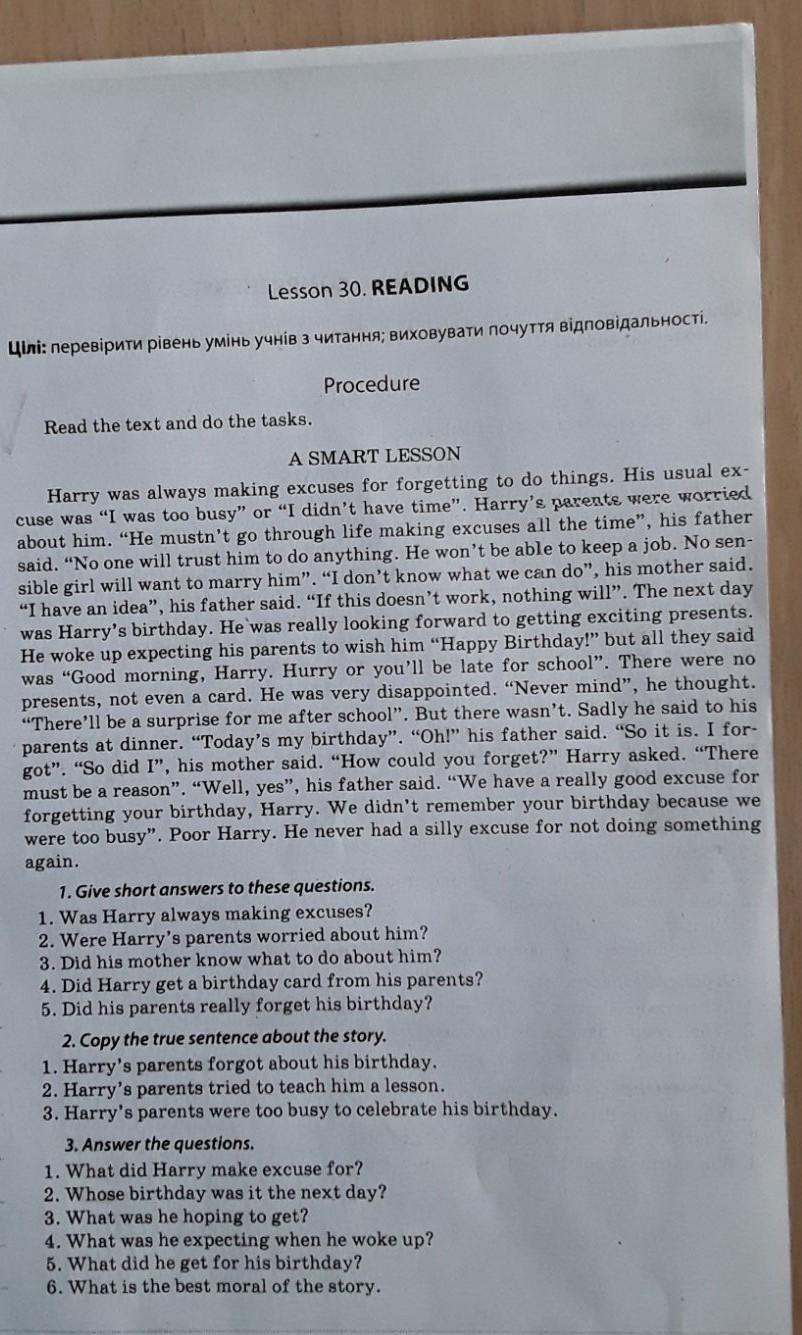 Lesson 30. READING
Цілі: перевірити рівень умінь учнів з читання; виховувати почуття відповідальності.
Procedure
Read the text and do the tasks.
A SMART LESSON
Harry was always making excuses for forgetting to do things. His usual ex-
cuse was “I was too busy” or “I didn’t have time”. Harry’s parents were worried
about him. “He mustn’t go through life making excuses all the time”, his father
said. “No one will trust him to do anything. He won’t be able to keep a job. No sen-
sible girl will want to marry him”. “I don’t know what we can do”, his mother said.
“I have an idea”, his father said. “If this doesn’t work, nothing will”. The next day
was Harry’s birthday. He was really looking forward to getting exciting presents.
He woke up expecting his parents to wish him “Happy Birthday!” but all they said
was “Good morning, Harry. Hurry or you’ll be late for school”. There were no
presents, not even a card. He was very disappointed. “Never mind”, he thought.
“There’ll be a surprise for me after school”. But there wasn’t. Sadly he said to his
parents at dinner. “Today’s my birthday”. “Oh!” his father said. “So it is. I for-
got”. “So did I”, his mother said. “How could you forget?” Harry asked. “There
must be a reason”. “Well, yes”, his father said. “We have a really good excuse for
forgetting your birthday, Harry. We didn’t remember your birthday because we
were too busy”. Poor Harry. He never had a silly excuse for not doing something
again.
1. Give short answers to these questions.
1. Was Harry always making excuses?
2. Were Harry’s parents worried about him?
3. Did his mother know what to do about him?
4. Did Harry get a birthday card from his parents?
5. Did his parents really forget his birthday?
2. Copy the true sentence about the story.
1. Harry’s parents forgot about his birthday.
2. Harry’s parents tried to teach him a lesson.
3. Harry’s parents were too busy to celebrate his birthday.
3. Answer the questions.
1. What did Harry make excuse for?
2. Whose birthday was it the next day?
3. What was he hoping to get?
4. What was he expecting when he woke up?
5. What did he get for his birthday?
6. What is the best moral of the story.